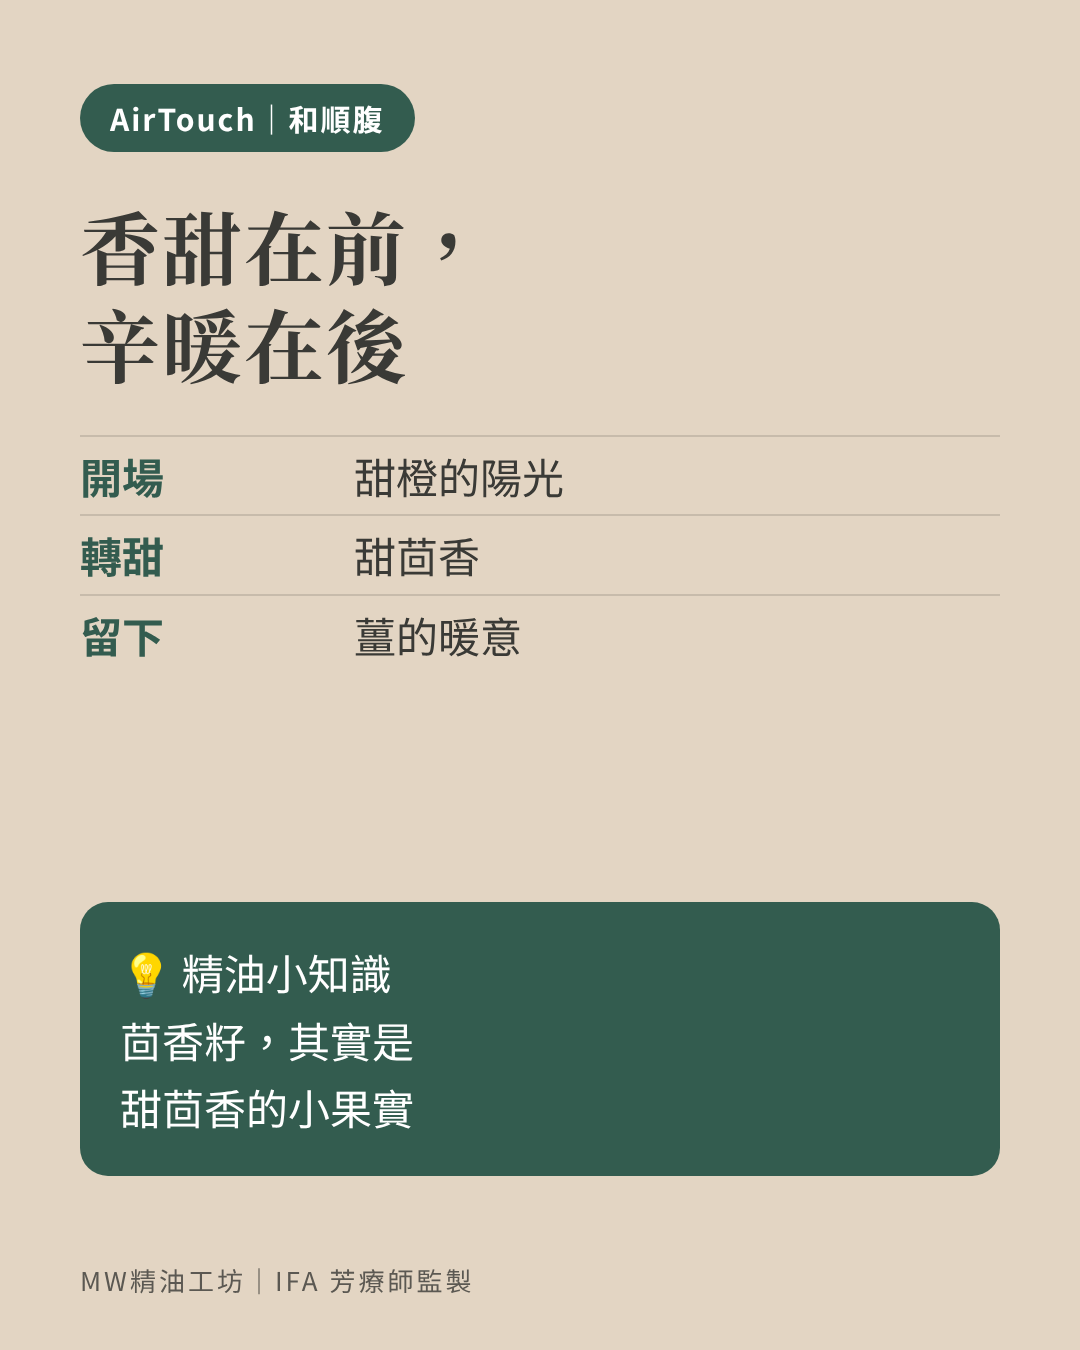 AirTouch｜和順腹
香甜在前，
辛暖在後
開場 甜橙的陽光
轉甜 甜茴香
留下 薑的暖意
💡 精油小知識
茴香籽，其實是
甜茴香的小果實
MW精油工坊｜IFA 芳療師監製